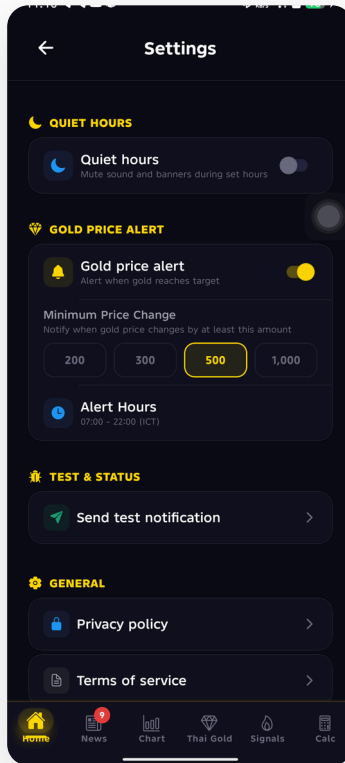 Settings
QUIET HOURS
Quiet hours
Mute sound and banners during set hours
GOLD PRICE ALERT
Gold price alert
Alert when gold reaches target
Minimum Price Change
Notify when gold price changes by at least this amount
200 300 500 1,000
Alert Hours
07:00 - 22:00 (ICT)
TEST & STATUS
Send test notification
GENERAL
Privacy policy
Terms of service
9
Home News Chart Thai Gold Signals Calc